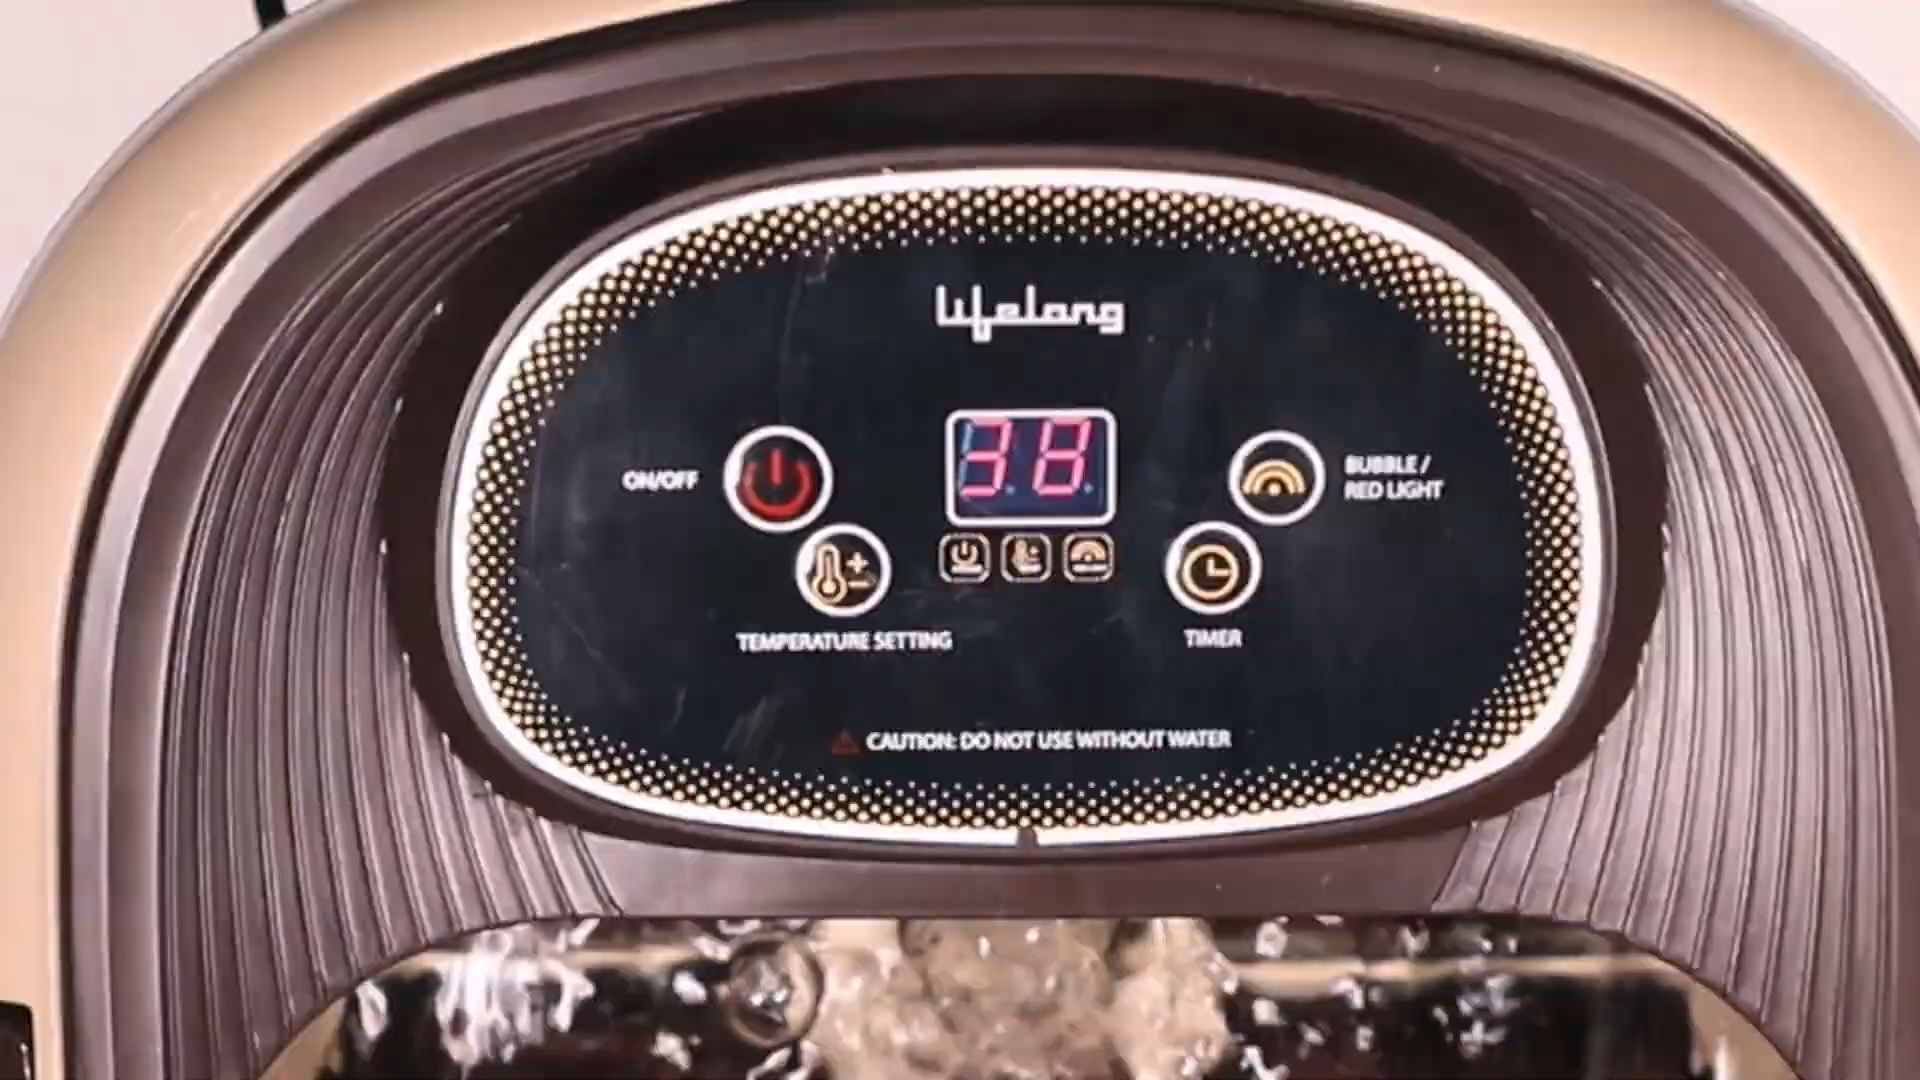 Lifelong
38
ON/OFF
BUBBLE /
RED LIGHT
TEMPERATURE SETTING
TIMER
CAUTION: DO NOT USE WITHOUT WATER